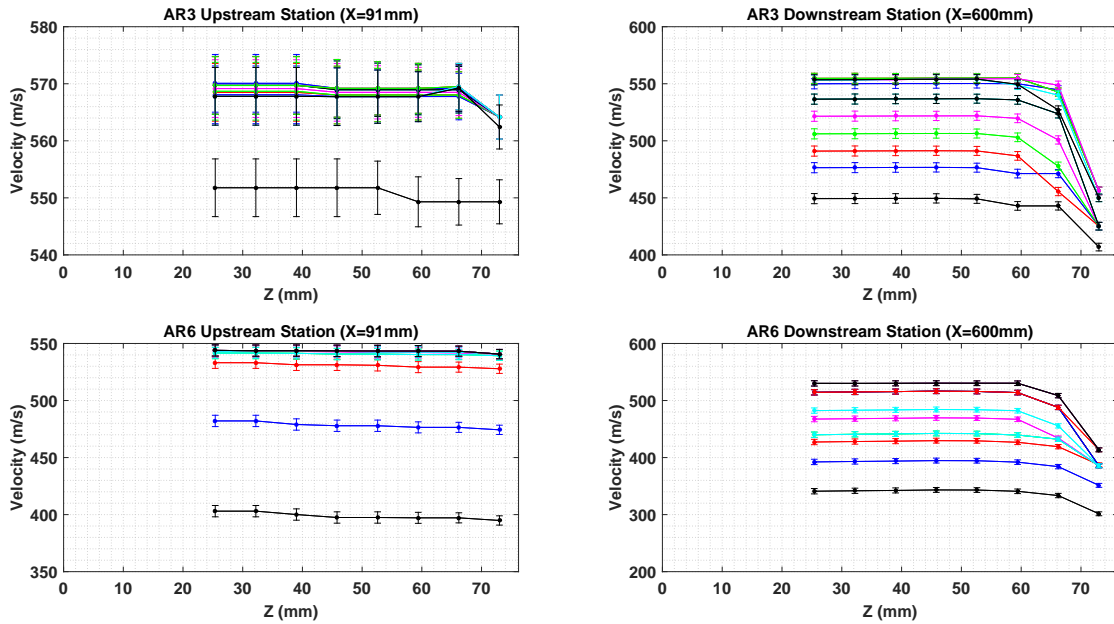 AR3 Upstream Station (X=91mm)
580
570
560
550
540
Velocity (m/s)
0 10 20 30 40 50 60 70
Z (mm)
AR3 Downstream Station (X=600mm)
600
550
500
450
400
Velocity (m/s)
0 10 20 30 40 50 60 70
Z (mm)
AR6 Upstream Station (X=91mm)
550
500
450
400
350
Velocity (m/s)
0 10 20 30 40 50 60 70
Z (mm)
AR6 Downstream Station (X=600mm)
600
500
400
300
200
Velocity (m/s)
0 10 20 30 40 50 60 70
Z (mm)